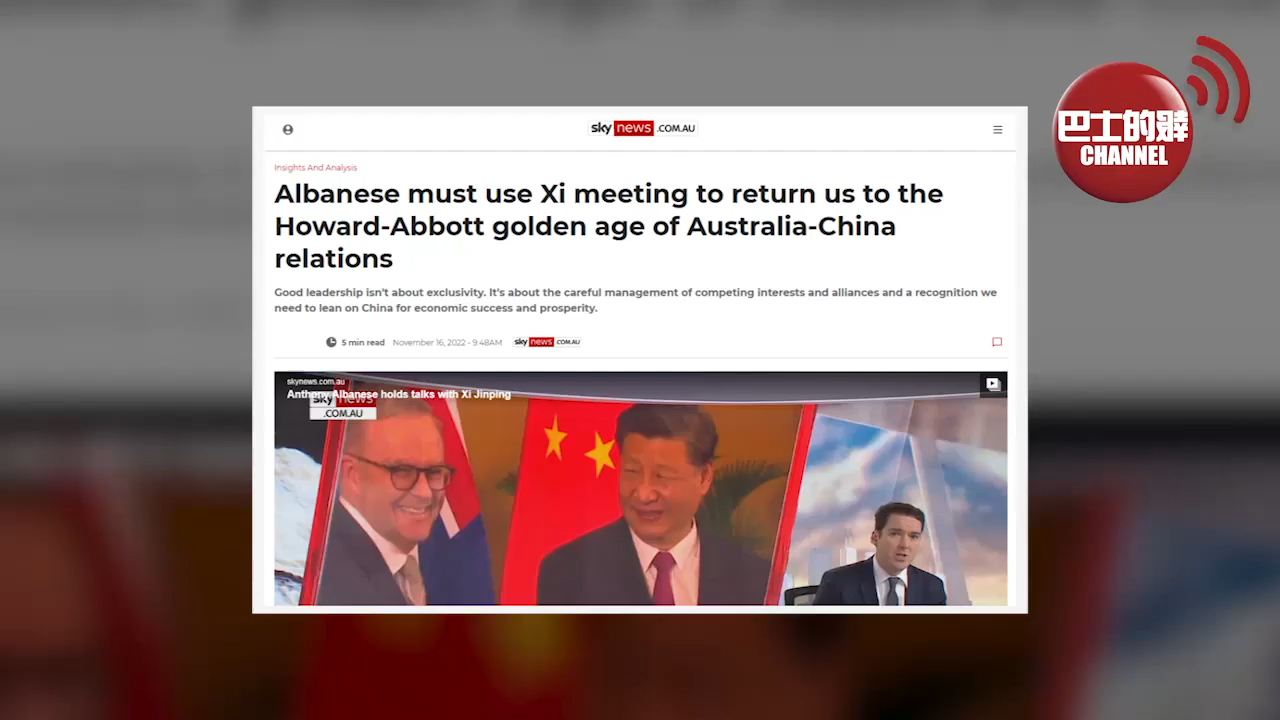 巴士的報
CHANNEL
sky news .COM.AU
Insights And Analysis
Albanese must use Xi meeting to return us to the
Howard-Abbott golden age of Australia-China
relations
Good leadership isn't about exclusivity. It's about the careful management of competing interests and alliances and a recognition we
need to lean on China for economic success and prosperity.
5 min read November 16, 2022 - 9:48AM sky news .COM.AU
skynews.com.au
Anthony Albanese holds talks with Xi Jinping
sky news
.COM.AU